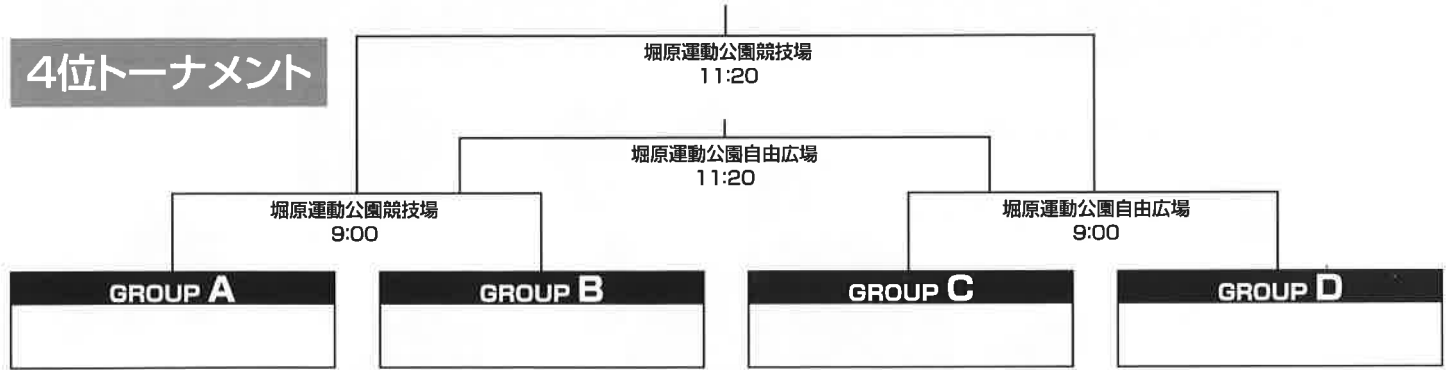 堀原運動公園競技場
11:20
4位トーナメント
堀原運動公園自由広場
11:20
堀原運動公園競技場
9:00
堀原運動公園自由広場
9:00
GROUP A
GROUP B
GROUP C
GROUP D